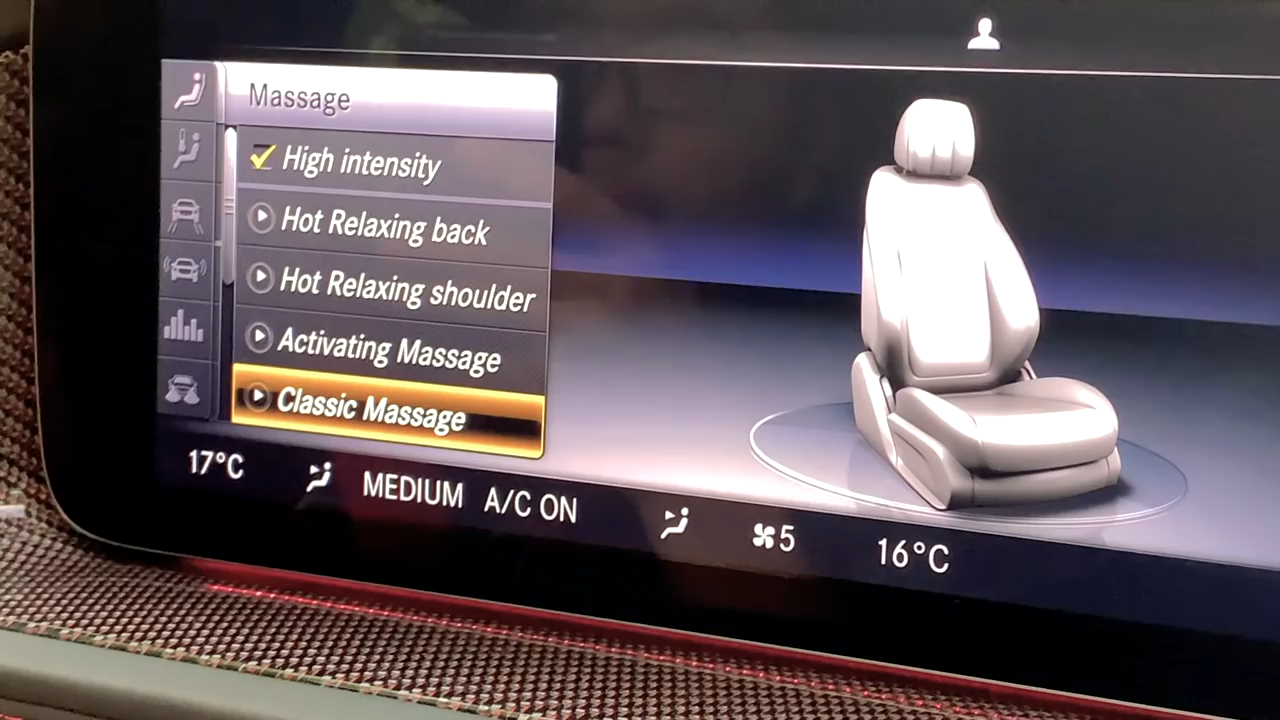 Massage
High intensity
Hot Relaxing back
Hot Relaxing shoulder
Activating Massage
Classic Massage
17°C MEDIUM A/C ON 5 16°C